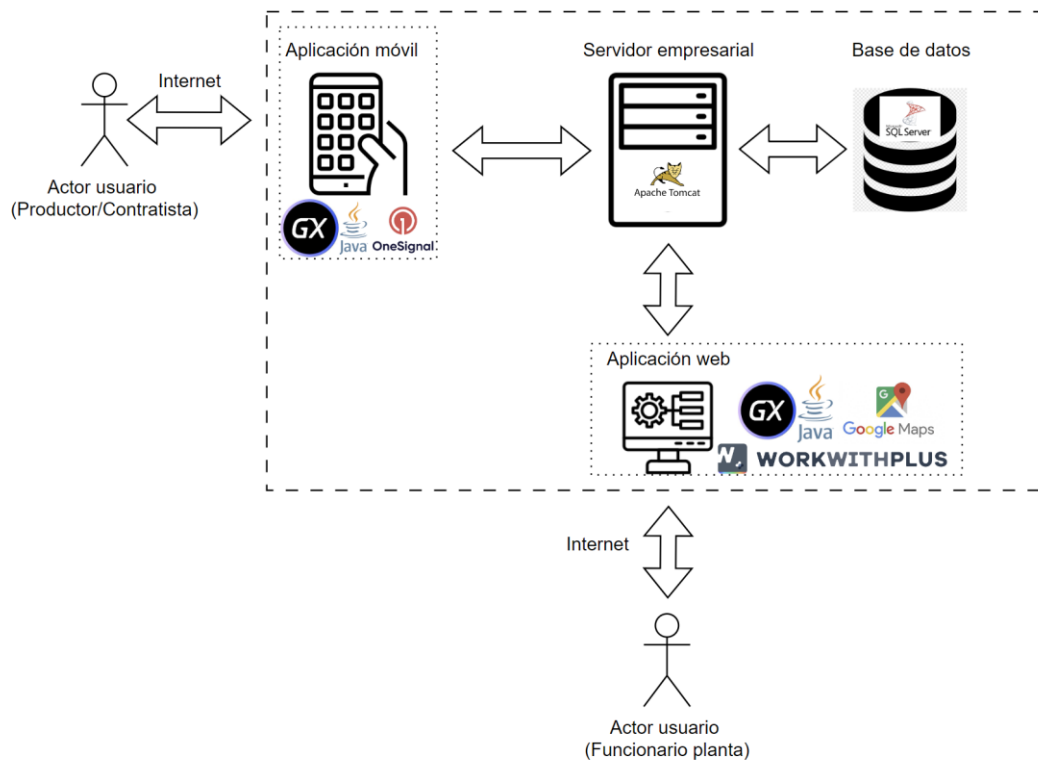 Aplicación móvil
Servidor empresarial
Base de datos
Internet
Microsoft
SQL Server
Apache Tomcat
Actor usuario
(Productor/Contratista)
GX
Java
OneSignal
Aplicación web
GX
Java
G
Google Maps
W.
WORKWITHPLUS
Internet
Actor usuario
(Funcionario planta)